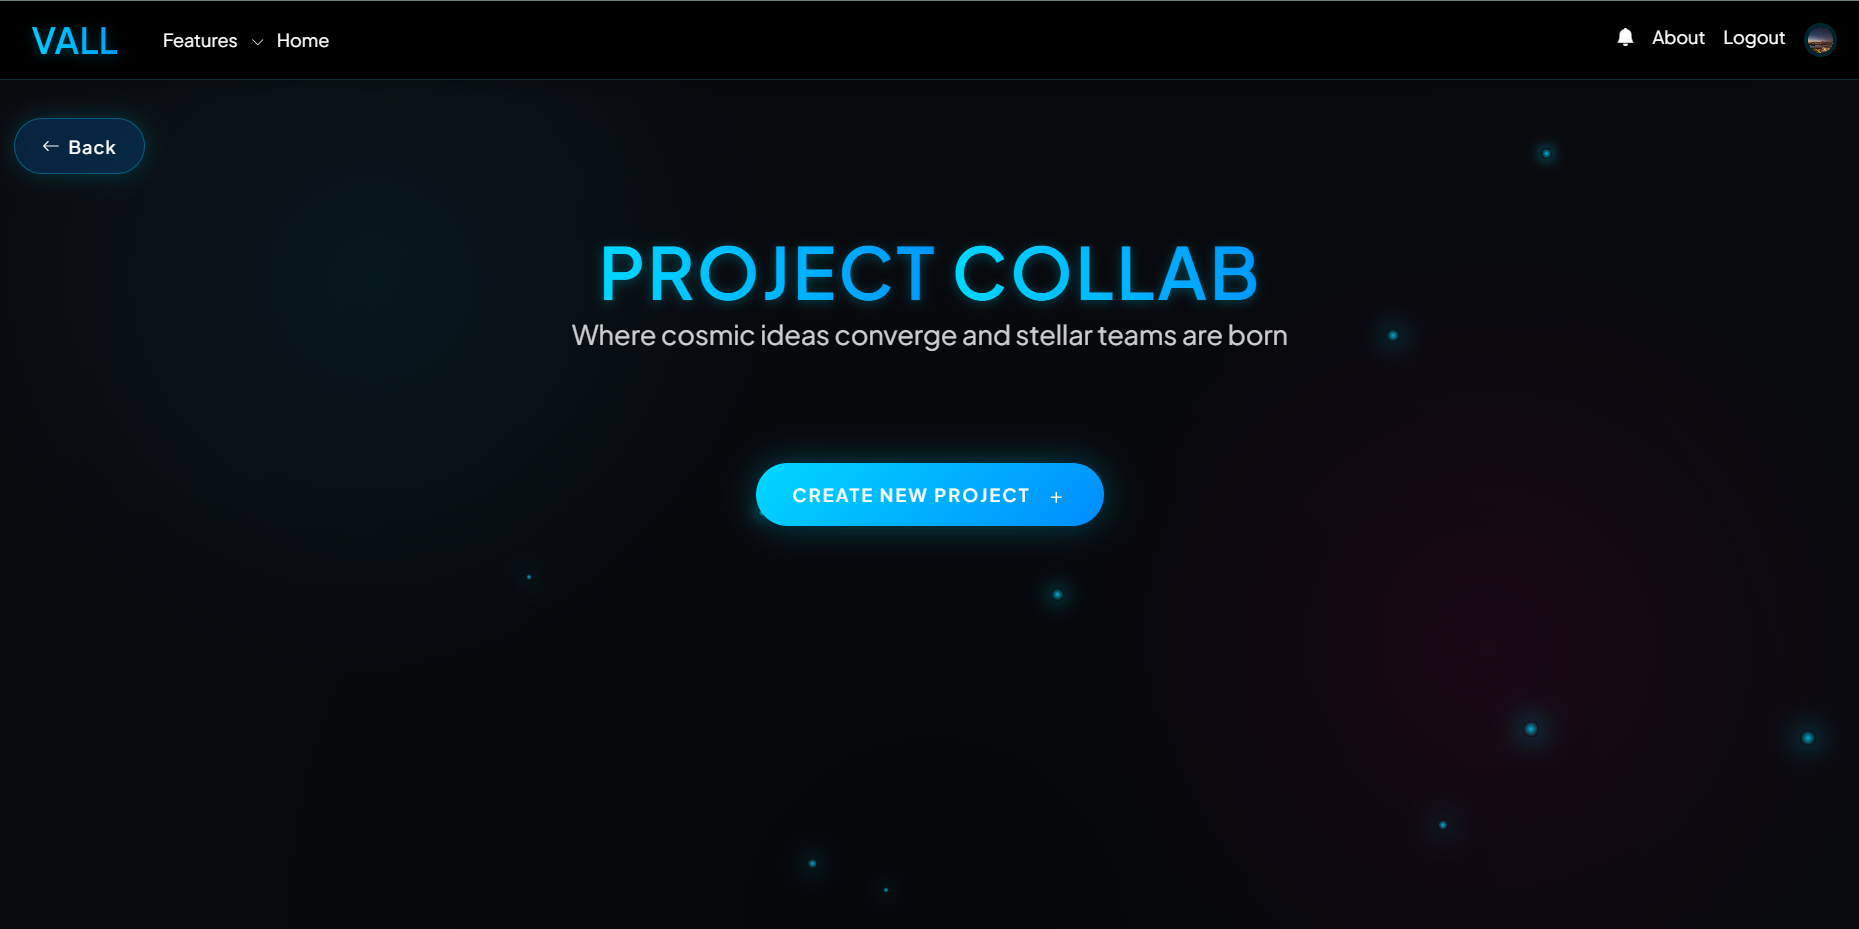 VALL
Features Home
About Logout
← Back
PROJECT COLLAB
Where cosmic ideas converge and stellar teams are born
CREATE NEW PROJECT +